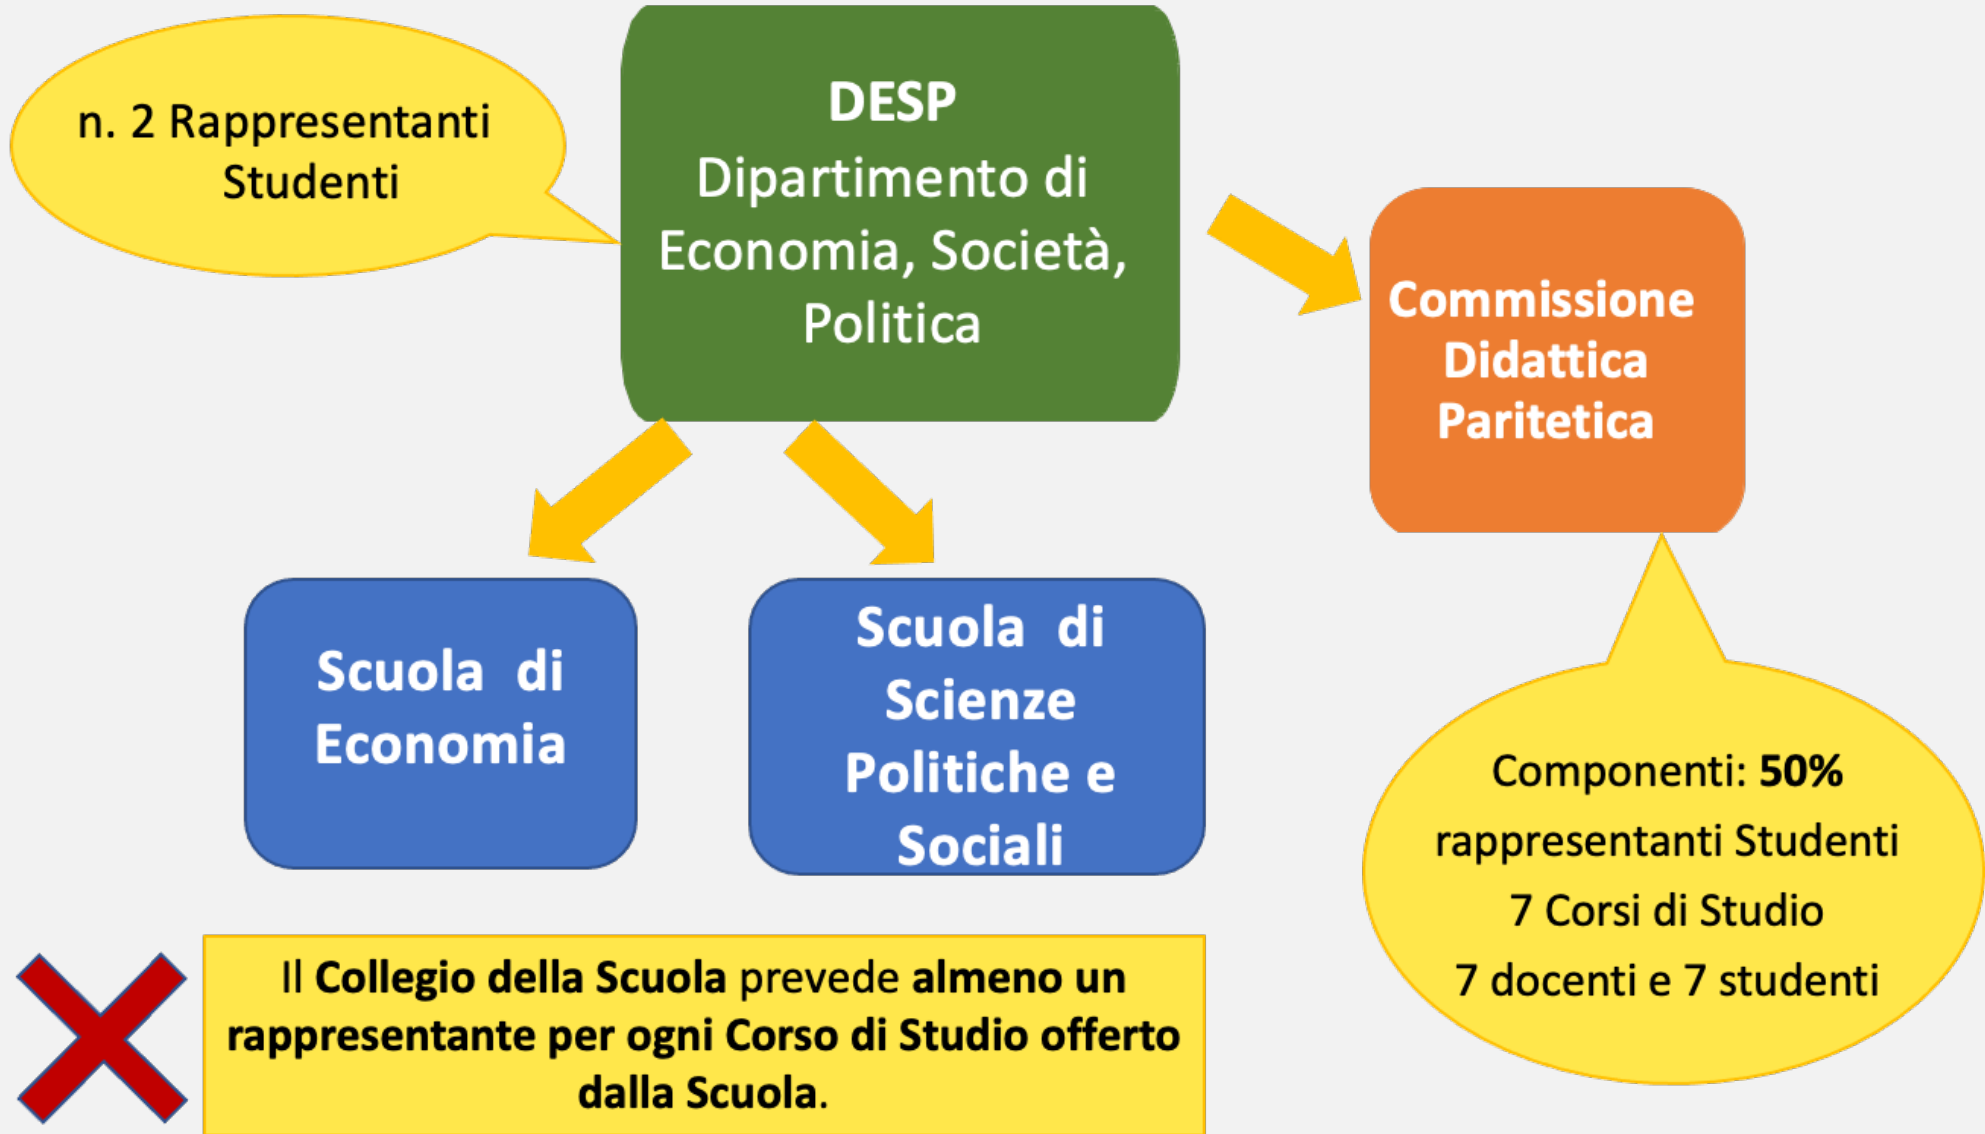 n. 2 Rappresentanti
Studenti
DESP
Dipartimento di
Economia, Società,
Politica
Commissione
Didattica
Paritetica
Scuola di
Economia
Scuola di
Scienze
Politiche e
Sociali
Componenti: 50%
rappresentanti Studenti
7 Corsi di Studio
7 docenti e 7 studenti
Il Collegio della Scuola prevede almeno un
rappresentante per ogni Corso di Studio offerto
dalla Scuola.